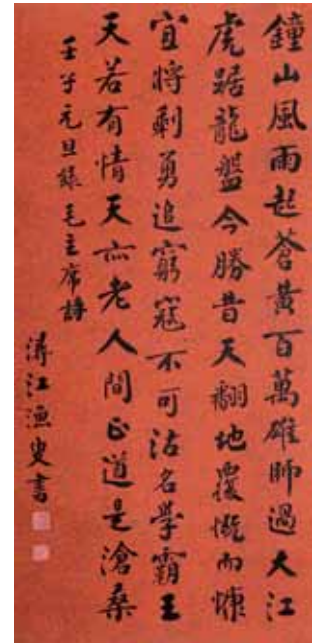 鐘山風雨起蒼黃百萬雄師過大江
虎踞龍盤今勝昔天翻地覆慨而慷
宜將剩勇追窮寇不可沽名學霸王
天若有情天亦老人間正道是滄桑
壬子元旦錄毛主席詩
潯江漁叟書